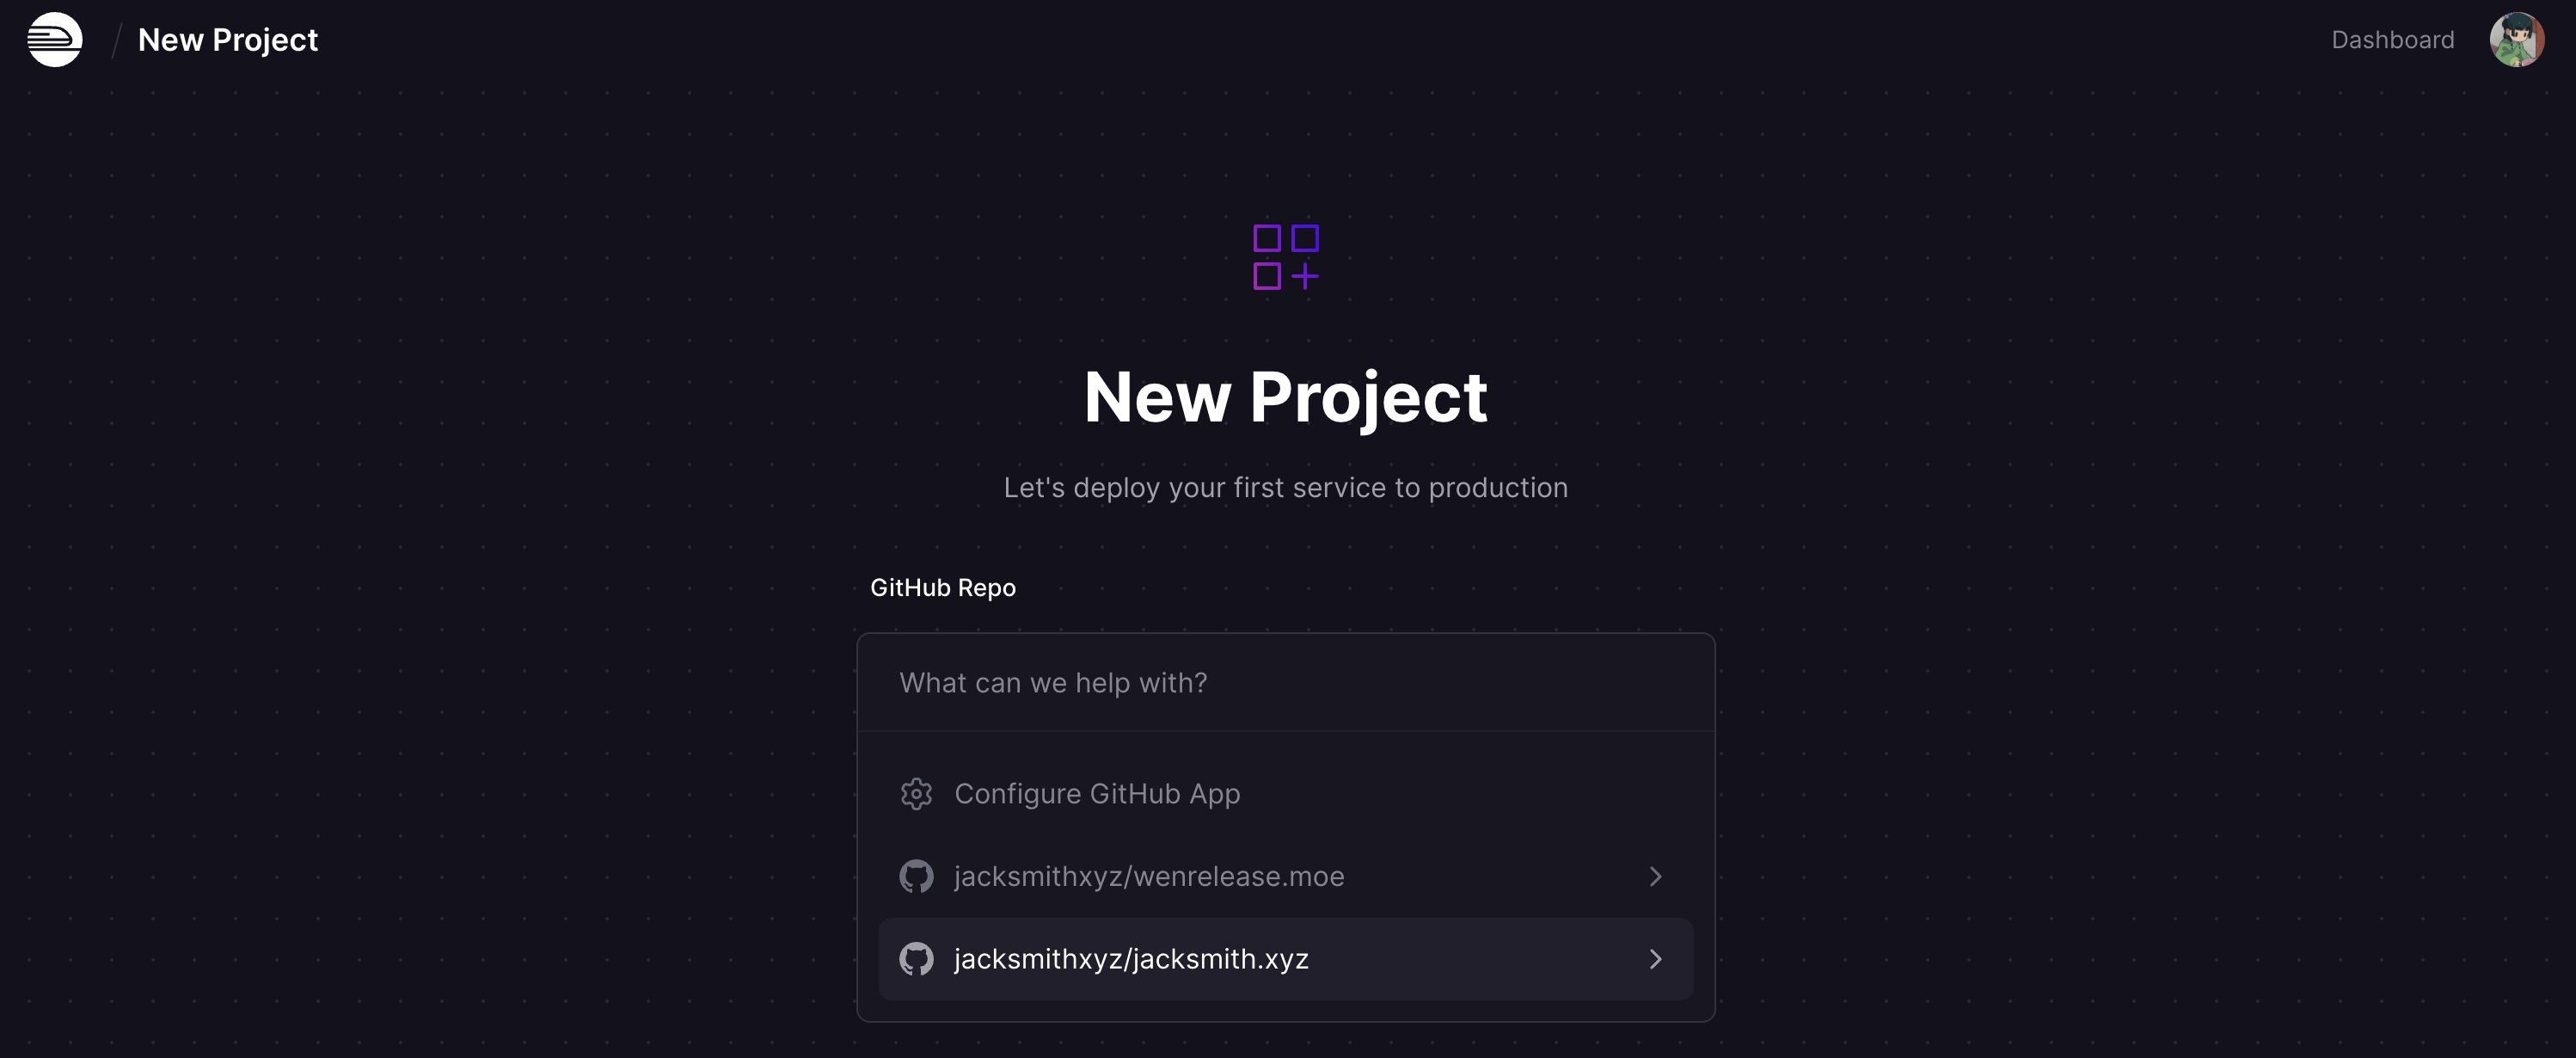 New Project
Dashboard
New Project
Let's deploy your first service to production
GitHub Repo
What can we help with?
Configure GitHub App
jacksmithxyz/wenrelease.moe
jacksmithxyz/jacksmith.xyz